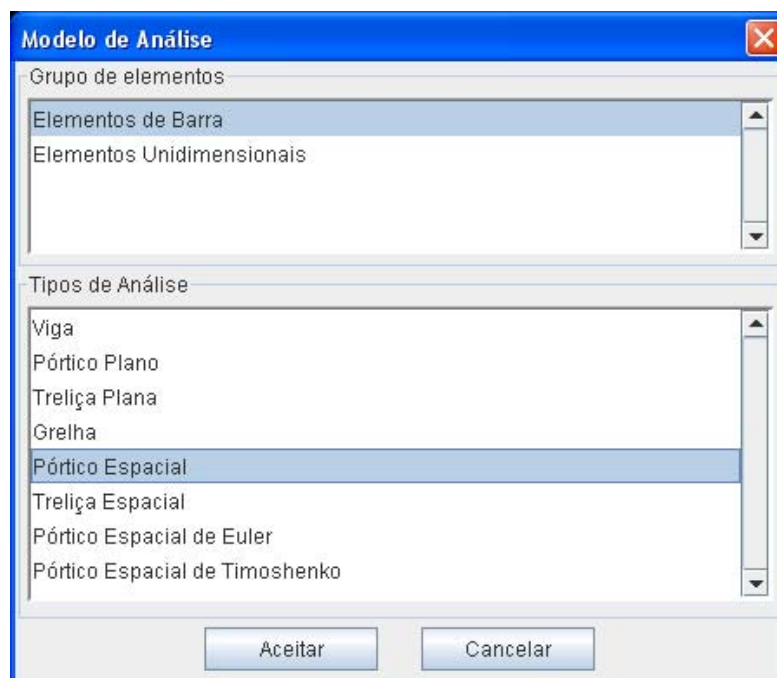 Modelo de Análise
Grupo de elementos
Elementos de Barra
Elementos Unidimensionais
Tipos de Análise
Viga
Pórtico Plano
Treliça Plana
Grelha
Pórtico Espacial
Treliça Espacial
Pórtico Espacial de Euler
Pórtico Espacial de Timoshenko
Aceitar Cancelar